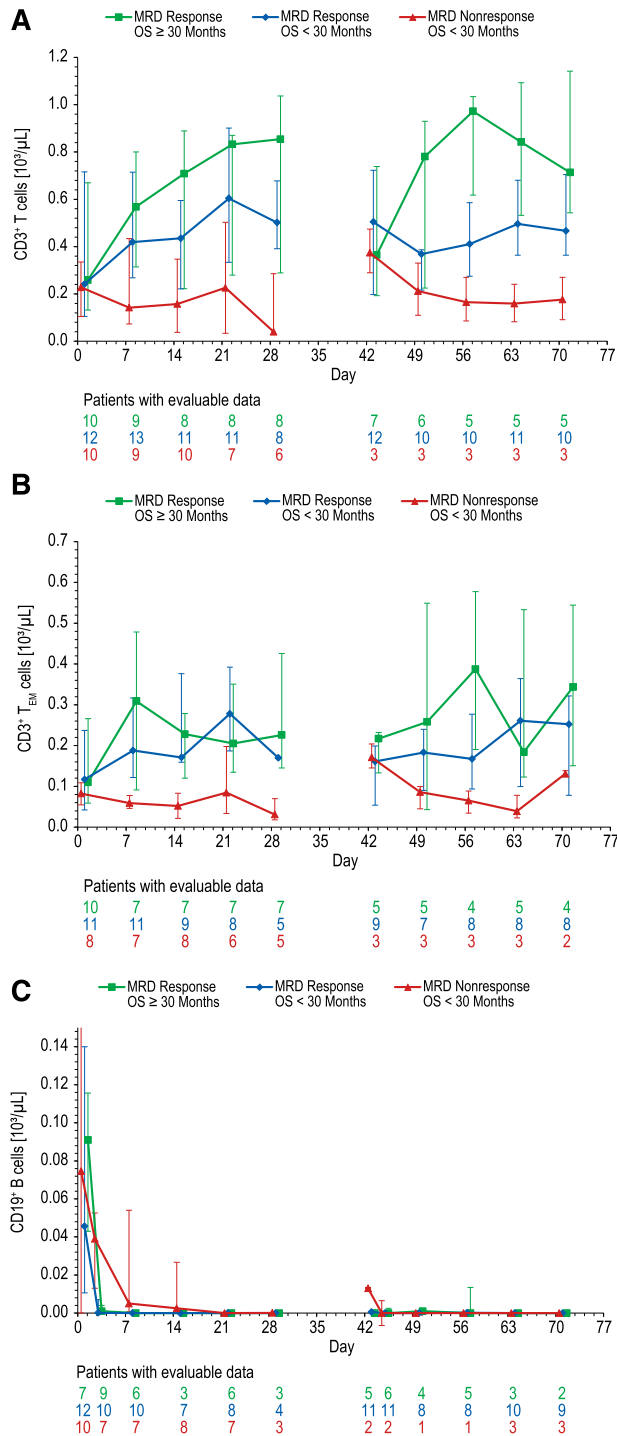 A
MRD Response OS ≥ 30 Months
MRD Response OS < 30 Months
MRD Nonresponse OS < 30 Months
CD3⁺ T cells [10³/µL]
1.2
1.0
0.8
0.6
0.4
0.2
0.0
0 7 14 21 28 35 42 49 56 63 70 77
Day
Patients with evaluable data
10 9 8 8 8 7 6 5 5 5
12 13 11 11 8 12 10 10 11 10
10 9 10 7 6 3 3 3 3 3
B
MRD Response OS ≥ 30 Months
MRD Response OS < 30 Months
MRD Nonresponse OS < 30 Months
CD3⁺ T_EM cells [10³/µL]
0.7
0.6
0.5
0.4
0.3
0.2
0.1
0.0
0 7 14 21 28 35 42 49 56 63 70 77
Day
Patients with evaluable data
10 7 7 7 7 5 5 4 5 4
11 11 9 8 5 9 7 8 8 8
8 7 8 6 5 3 3 3 3 2
C
MRD Response OS ≥ 30 Months
MRD Response OS < 30 Months
MRD Nonresponse OS < 30 Months
CD19⁺ B cells [10³/µL]
0.14
0.12
0.10
0.08
0.06
0.04
0.02
0.00
0 7 14 21 28 35 42 49 56 63 70 77
Day
Patients with evaluable data
7 9 6 3 6 3 5 6 4 5 3 2
12 10 10 7 8 4 11 11 8 8 10 9
10 7 7 8 7 3 2 2 1 1 3 3